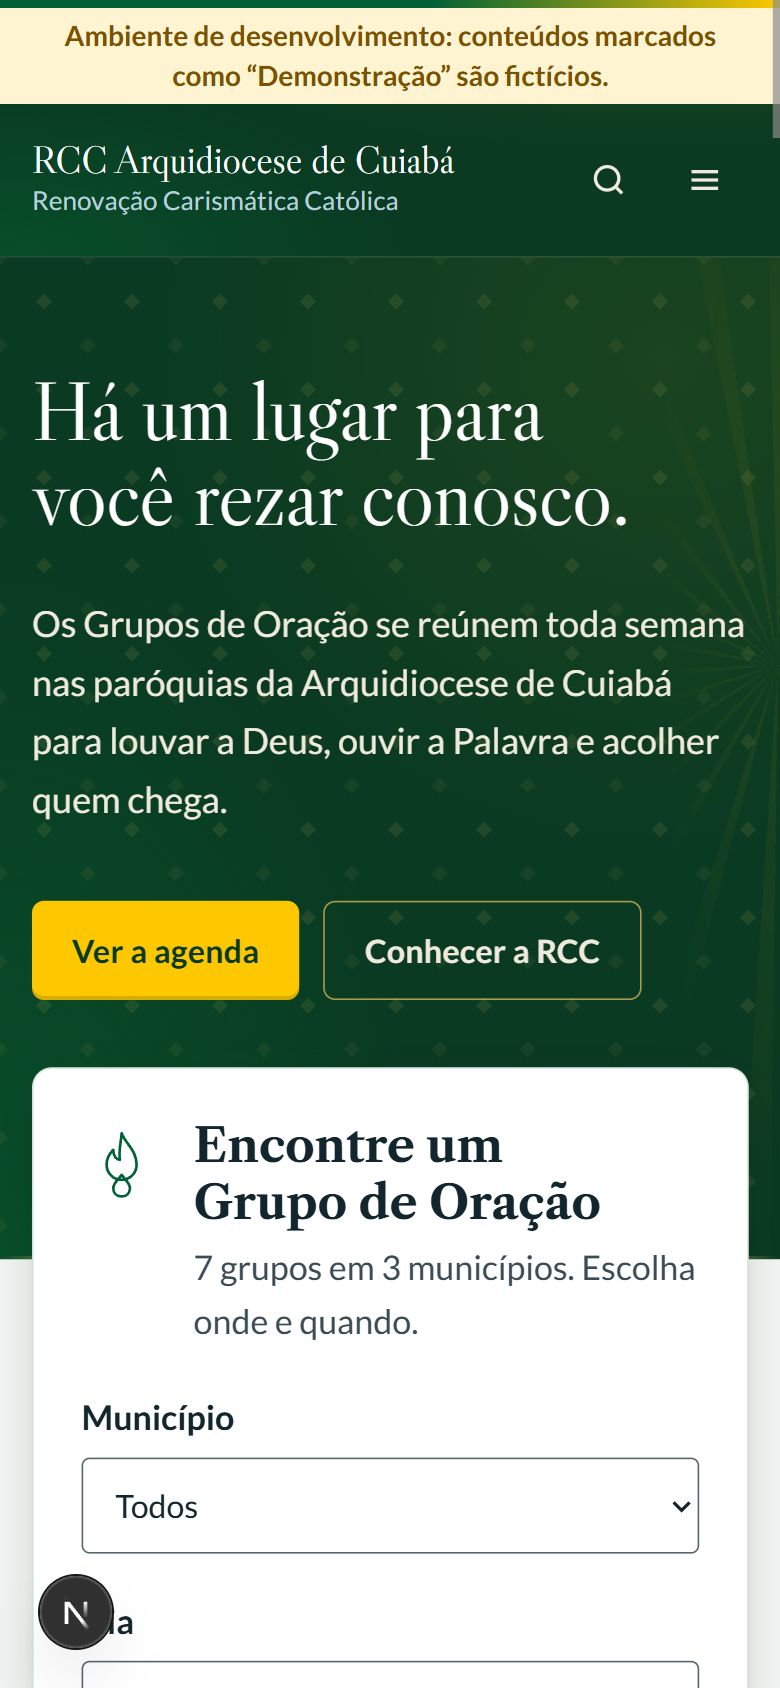 Ambiente de desenvolvimento: conteúdos marcados
como “Demonstração” são fictícios.
RCC Arquidiocese de Cuiabá
Renovação Carismática Católica
Há um lugar para
você rezar conosco.
Os Grupos de Oração se reúnem toda semana
nas paróquias da Arquidiocese de Cuiabá
para louvar a Deus, ouvir a Palavra e acolher
quem chega.
Ver a agenda
Conhecer a RCC
Encontre um
Grupo de Oração
7 grupos em 3 municípios. Escolha
onde e quando.
Município
Todos
N